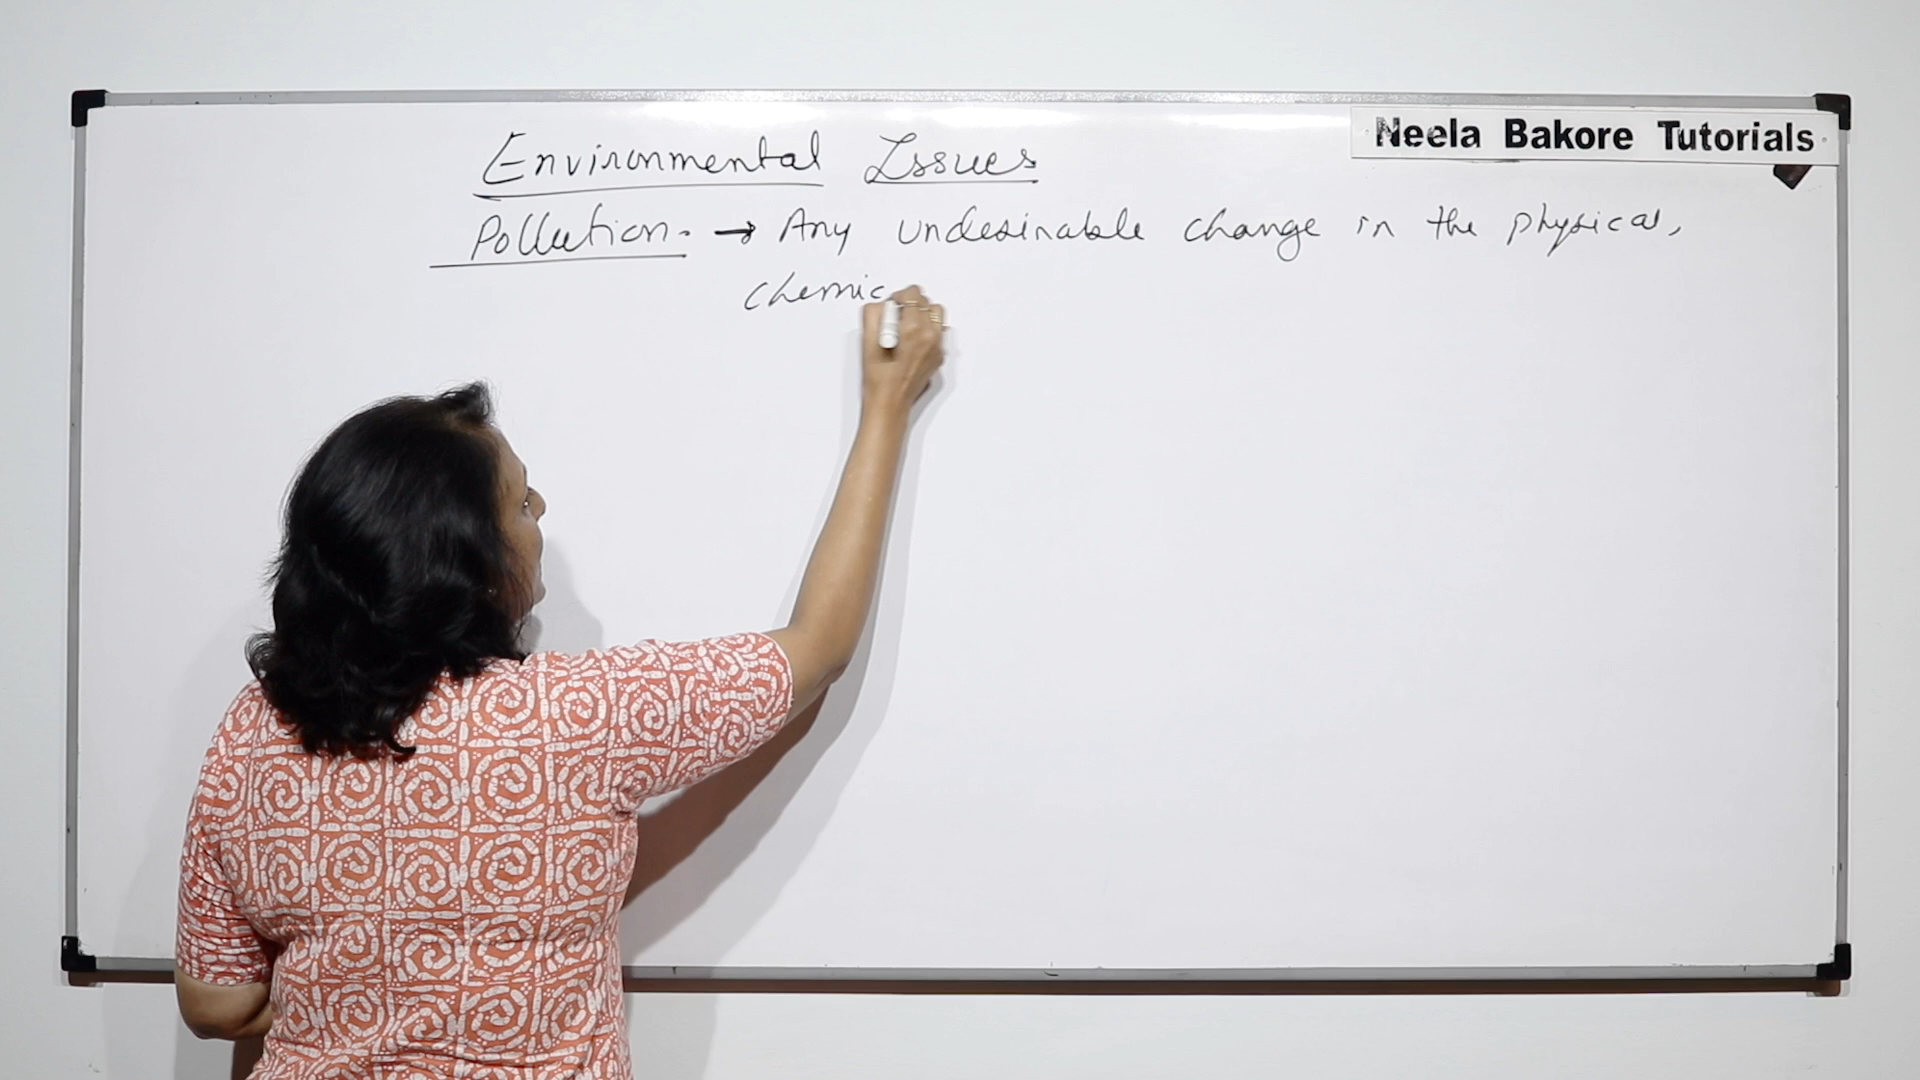 Neela Bakore Tutorials
Environmental Issues
Pollution. → Any undesirable change in the physical,
chemic